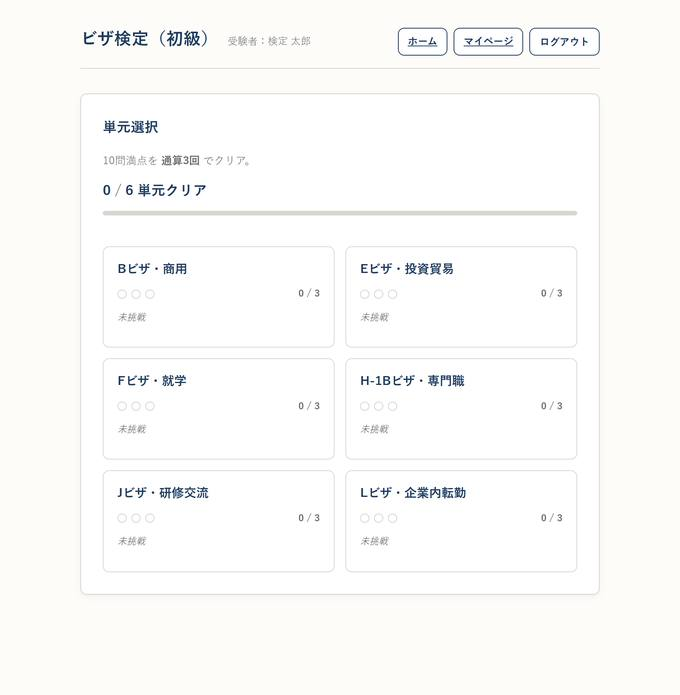 ビザ検定（初級） 受験者：検定 太郎 ホーム マイページ ログアウト
単元選択
10問満点を 通算3回 でクリア。
0 / 6 単元クリア
Bビザ・商用
0 / 3
未挑戦
Eビザ・投資貿易
0 / 3
未挑戦
Fビザ・就学
0 / 3
未挑戦
H-1Bビザ・専門職
0 / 3
未挑戦
Jビザ・研修交流
0 / 3
未挑戦
Lビザ・企業内転勤
0 / 3
未挑戦